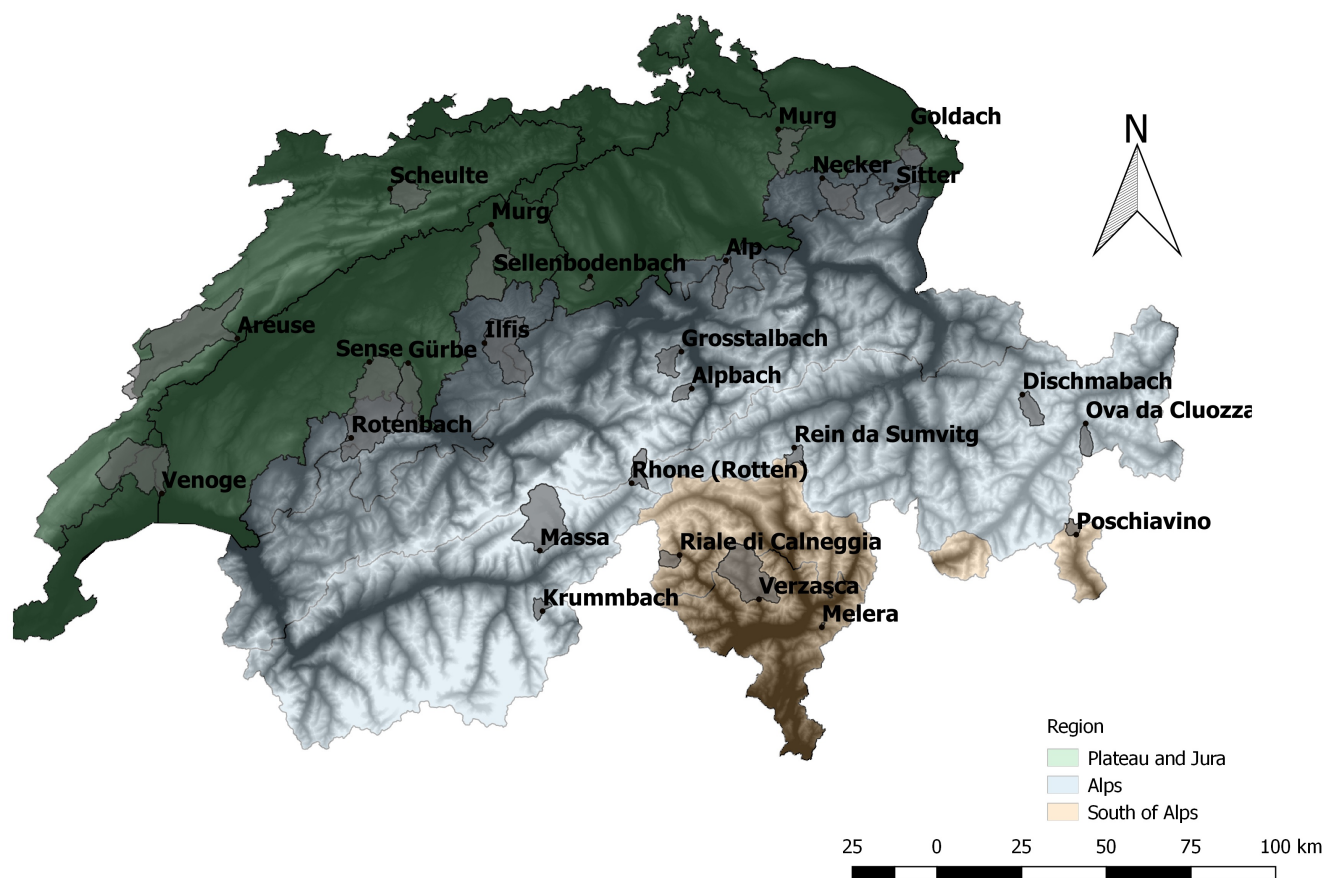 Murg
Goldach
N
Necker
Scheulte
Sitter
Murg
Alp
Sellenbodenbach
Areuse
Ilfis
Grosstalbach
Sense
Gürbe
Alpbach
Dischmabach
Ova da Cluozza
Rotenbach
Rein da Sumvitg
Rhone (Rotten)
Venoge
Poschiavino
Massa
Riale di Calneggia
Verzasca
Krummbach
Melera
Region
Plateau and Jura
Alps
South of Alps
25 0 25 50 75 100 km